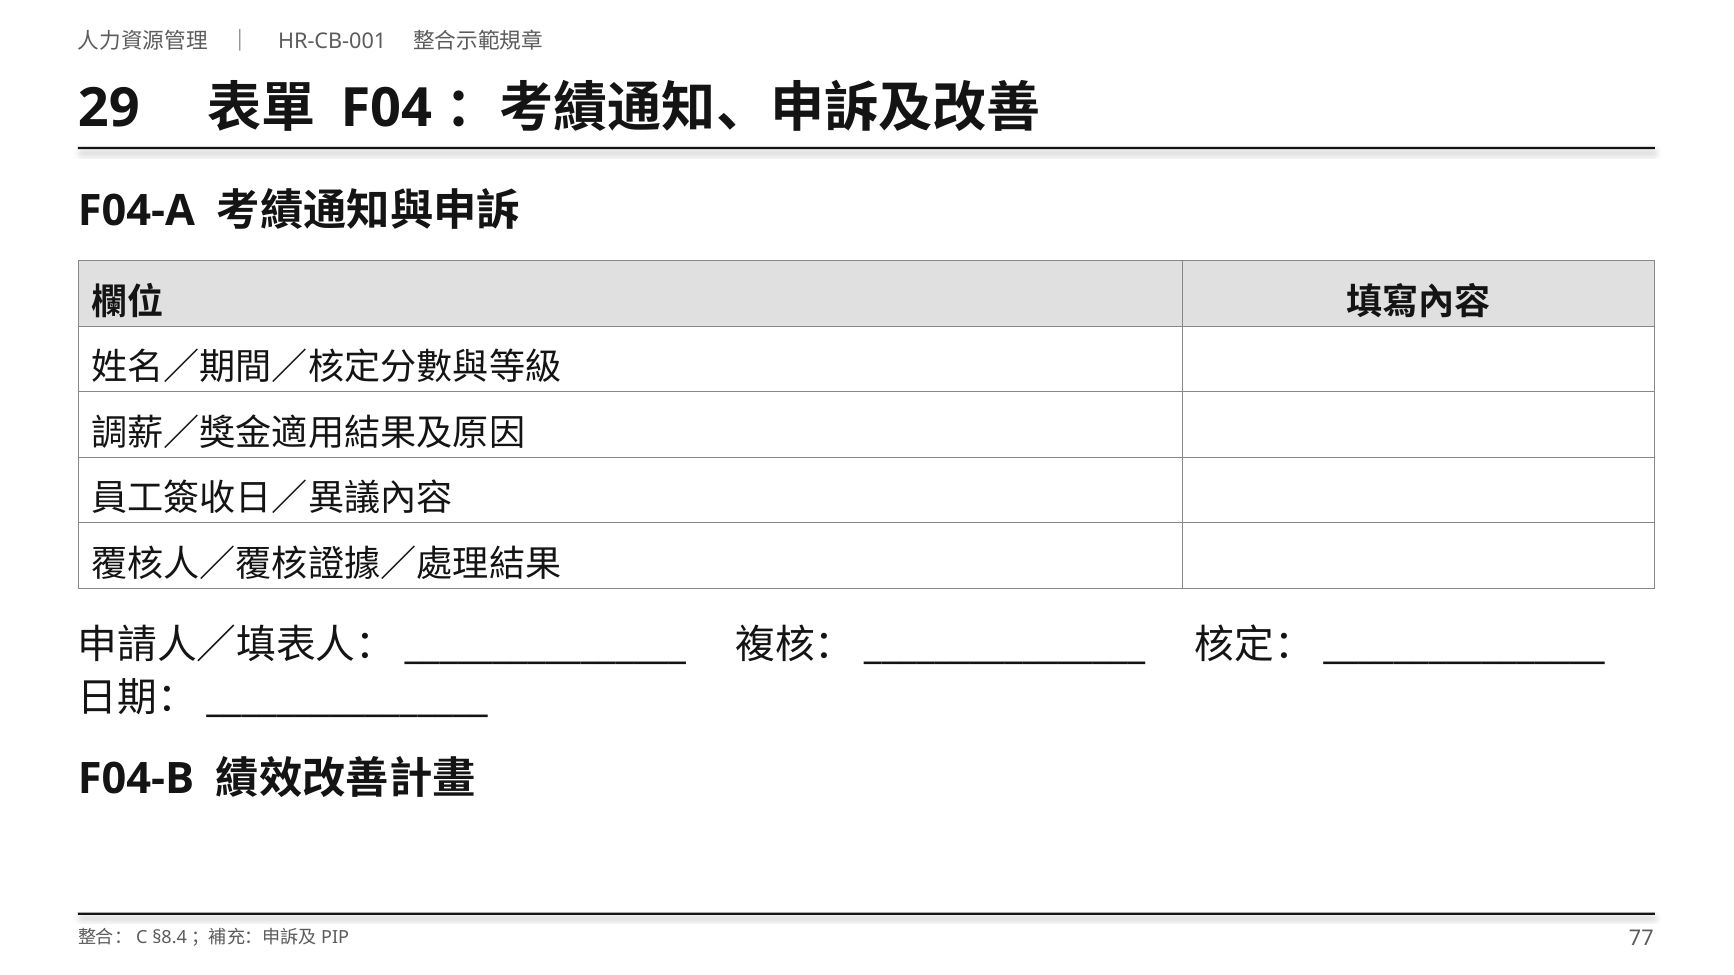 人力資源管理　｜　HR-CB-001　整合示範規章
29　表單 F04：考績通知、申訴及改善
F04-A 考績通知與申訴
欄位　填寫內容
姓名／期間／核定分數與等級
調薪／獎金適用結果及原因
員工簽收日／異議內容
覆核人／覆核證據／處理結果
申請人／填表人：________________　複核：________________　核定：________________
日期：________________
F04-B 績效改善計畫
整合：C §8.4；補充：申訴及 PIP　77